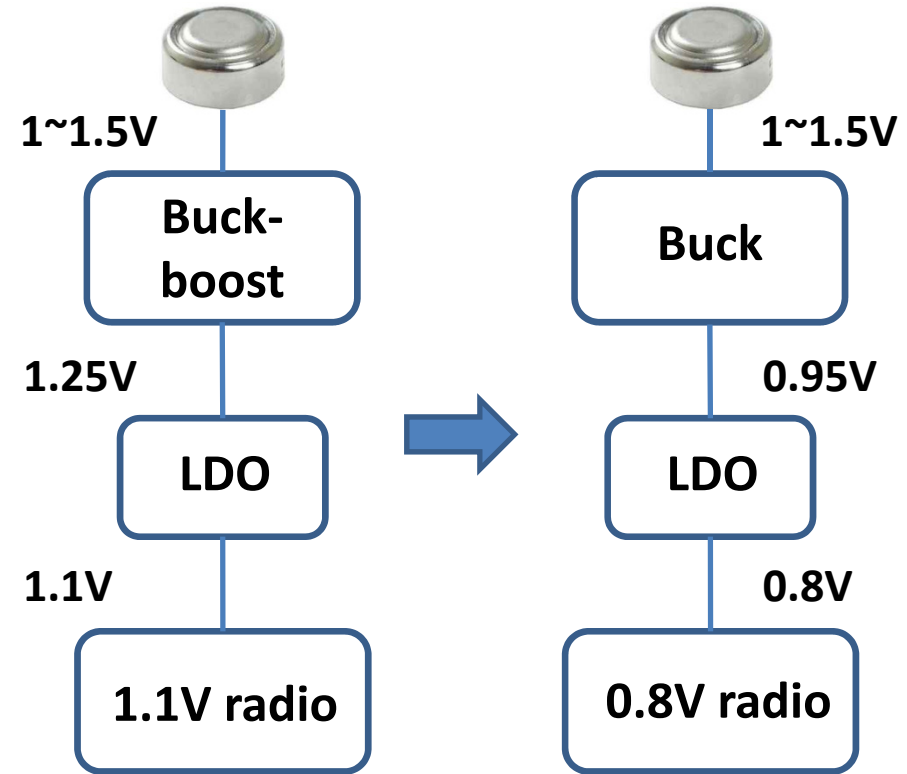 1~1.5V
Buck-
boost
1.25V
LDO
1.1V
1.1V radio
1~1.5V
Buck
0.95V
LDO
0.8V
0.8V radio